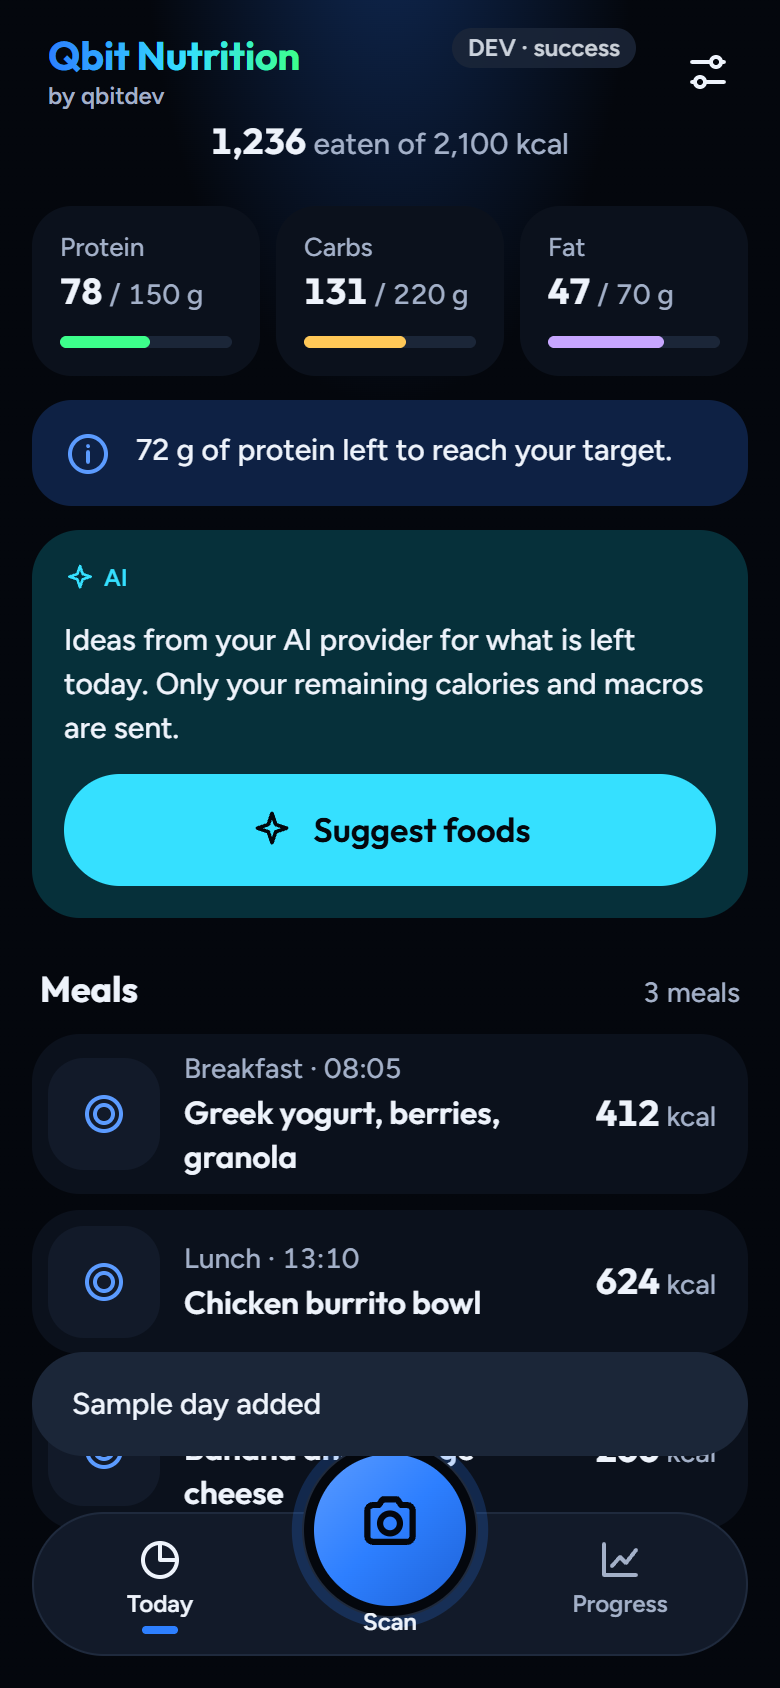 Qbit Nutrition
DEV · success
by qbitdev
1,236 eaten of 2,100 kcal
Protein
78 / 150 g
Carbs
131 / 220 g
Fat
47 / 70 g
72 g of protein left to reach your target.
AI
Ideas from your AI provider for what is left
today. Only your remaining calories and macros
are sent.
Suggest foods
Meals
3 meals
Breakfast · 08:05
Greek yogurt, berries,
granola
412 kcal
Lunch · 13:10
Chicken burrito bowl
624 kcal
Sample day added
Banana
kcal
cheese
Today
Scan
Progress